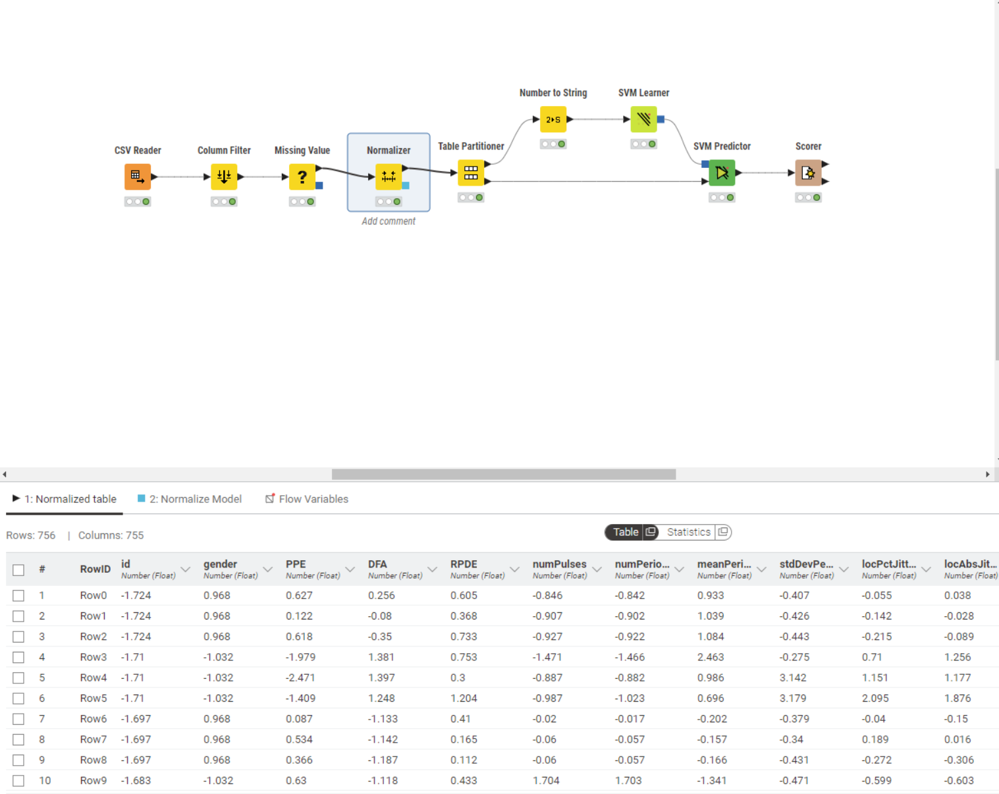 Number to String
SVM Learner
2▸S
CSV Reader
Column Filter
Missing Value
Normalizer
Table Partitioner
SVM Predictor
Scorer
?
Add comment
1: Normalized table
2: Normalize Model
Flow Variables
Rows: 756 | Columns: 755
Table
Statistics
# RowID id gender PPE DFA RPDE numPulses numPerio... meanPeri... stdDevPe... locPctJitt... locAbsJit...
Number (Float) Number (Float) Number (Float) Number (Float) Number (Float) Number (Float) Number (Float) Number (Float) Number (Float) Number (Float) Number (Float)
1 Row0 -1.724 0.968 0.627 0.256 0.605 -0.846 -0.842 0.933 -0.407 -0.055 0.038
2 Row1 -1.724 0.968 0.122 -0.08 0.368 -0.907 -0.902 1.039 -0.426 -0.142 -0.028
3 Row2 -1.724 0.968 0.618 -0.35 0.733 -0.927 -0.922 1.084 -0.443 -0.215 -0.089
4 Row3 -1.71 -1.032 -1.979 1.381 0.753 -1.471 -1.466 2.463 -0.275 0.71 1.256
5 Row4 -1.71 -1.032 -2.471 1.397 0.3 -0.887 -0.882 0.986 3.142 1.151 1.177
6 Row5 -1.71 -1.032 -1.409 1.248 1.204 -0.987 -1.023 0.696 3.179 2.095 1.876
7 Row6 -1.697 0.968 0.087 -1.133 0.41 -0.02 -0.017 -0.202 -0.379 -0.04 -0.15
8 Row7 -1.697 0.968 0.534 -1.142 0.165 -0.06 -0.057 -0.157 -0.34 0.189 0.016
9 Row8 -1.697 0.968 0.366 -1.187 0.112 -0.06 -0.057 -0.166 -0.431 -0.272 -0.306
10 Row9 -1.683 -1.032 0.63 -1.118 0.433 1.704 1.703 -1.341 -0.471 -0.599 -0.603